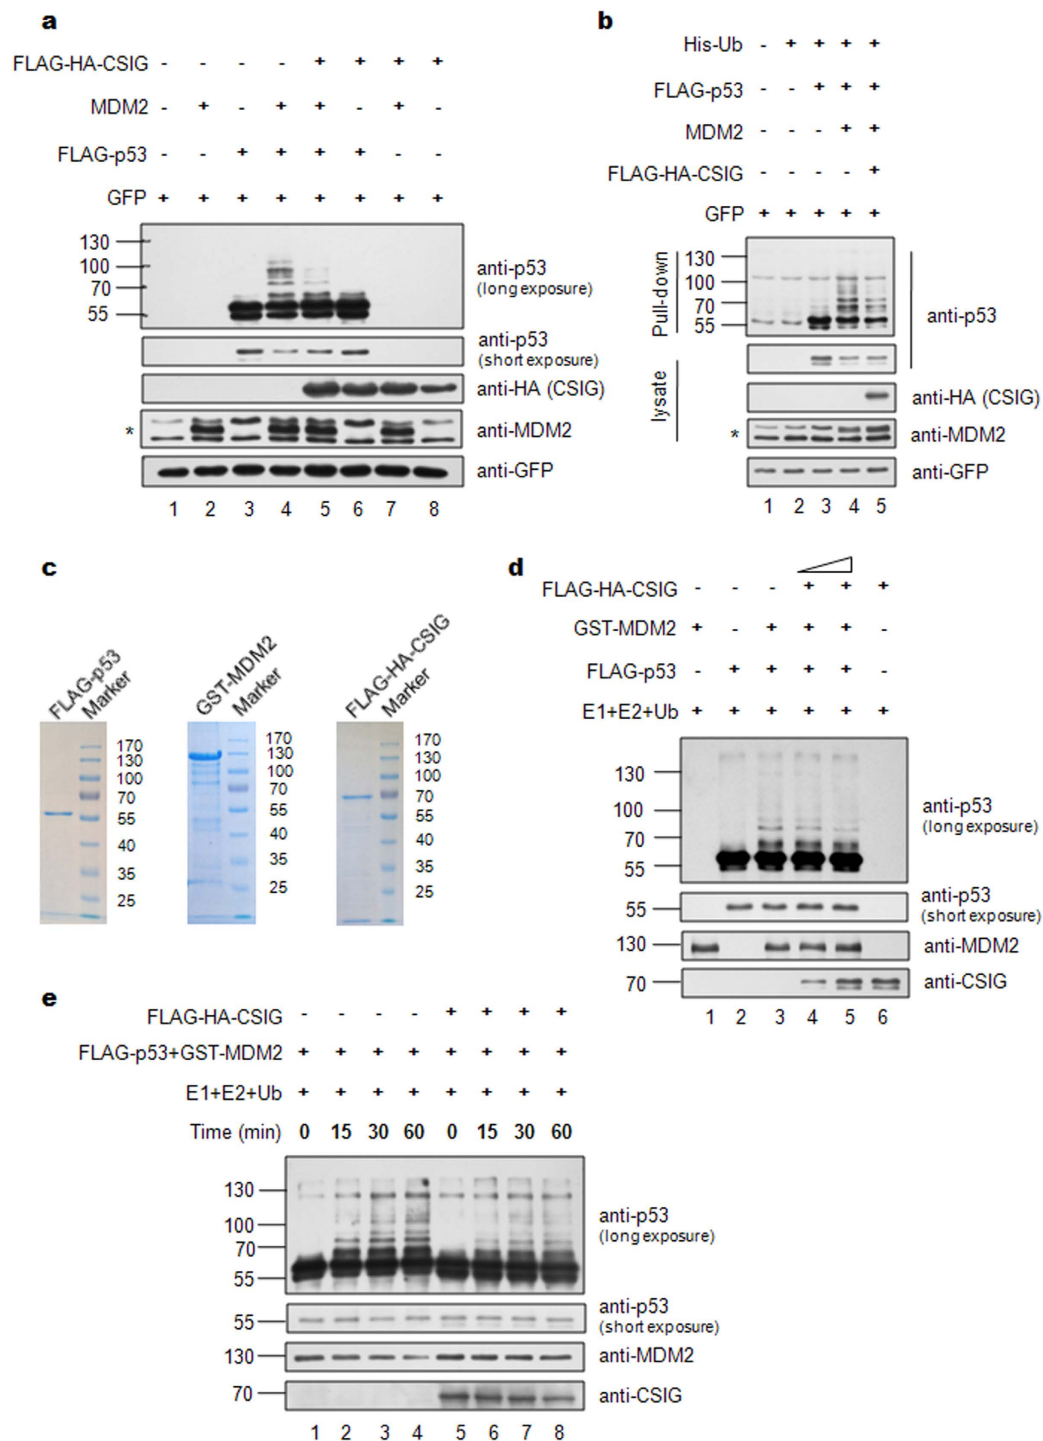 a
FLAG-HA-CSIG - - - - + + + +
MDM2 - + - + + - + -
FLAG-p53 - - + + + + - -
GFP + + + + + + + +
130
100
70
55
anti-p53
(long exposure)
anti-p53
(short exposure)
anti-HA (CSIG)
* anti-MDM2
anti-GFP
1 2 3 4 5 6 7 8
b
His-Ub - + + + +
FLAG-p53 - - + + +
MDM2 - - - + +
FLAG-HA-CSIG - - - - +
GFP + + + + +
Pull-down
130
100
70
55
anti-p53
lysate
anti-HA (CSIG)
* anti-MDM2
anti-GFP
1 2 3 4 5
c
FLAG-p53
Marker
170
130
100
70
55
40
35
25
GST-MDM2
Marker
170
130
100
70
55
40
35
25
FLAG-HA-CSIG
Marker
170
130
100
70
55
40
35
25
d
FLAG-HA-CSIG - - - + + +
GST-MDM2 + - + + + -
FLAG-p53 - + + + + -
E1+E2+Ub + + + + + +
130
100
70
55
anti-p53
(long exposure)
55
anti-p53
(short exposure)
130 anti-MDM2
70 anti-CSIG
1 2 3 4 5 6
e
FLAG-HA-CSIG - - - - + + + +
FLAG-p53+GST-MDM2 + + + + + + + +
E1+E2+Ub + + + + + + + +
Time (min) 0 15 30 60 0 15 30 60
130
100
70
55
anti-p53
(long exposure)
55
anti-p53
(short exposure)
130 anti-MDM2
70 anti-CSIG
1 2 3 4 5 6 7 8